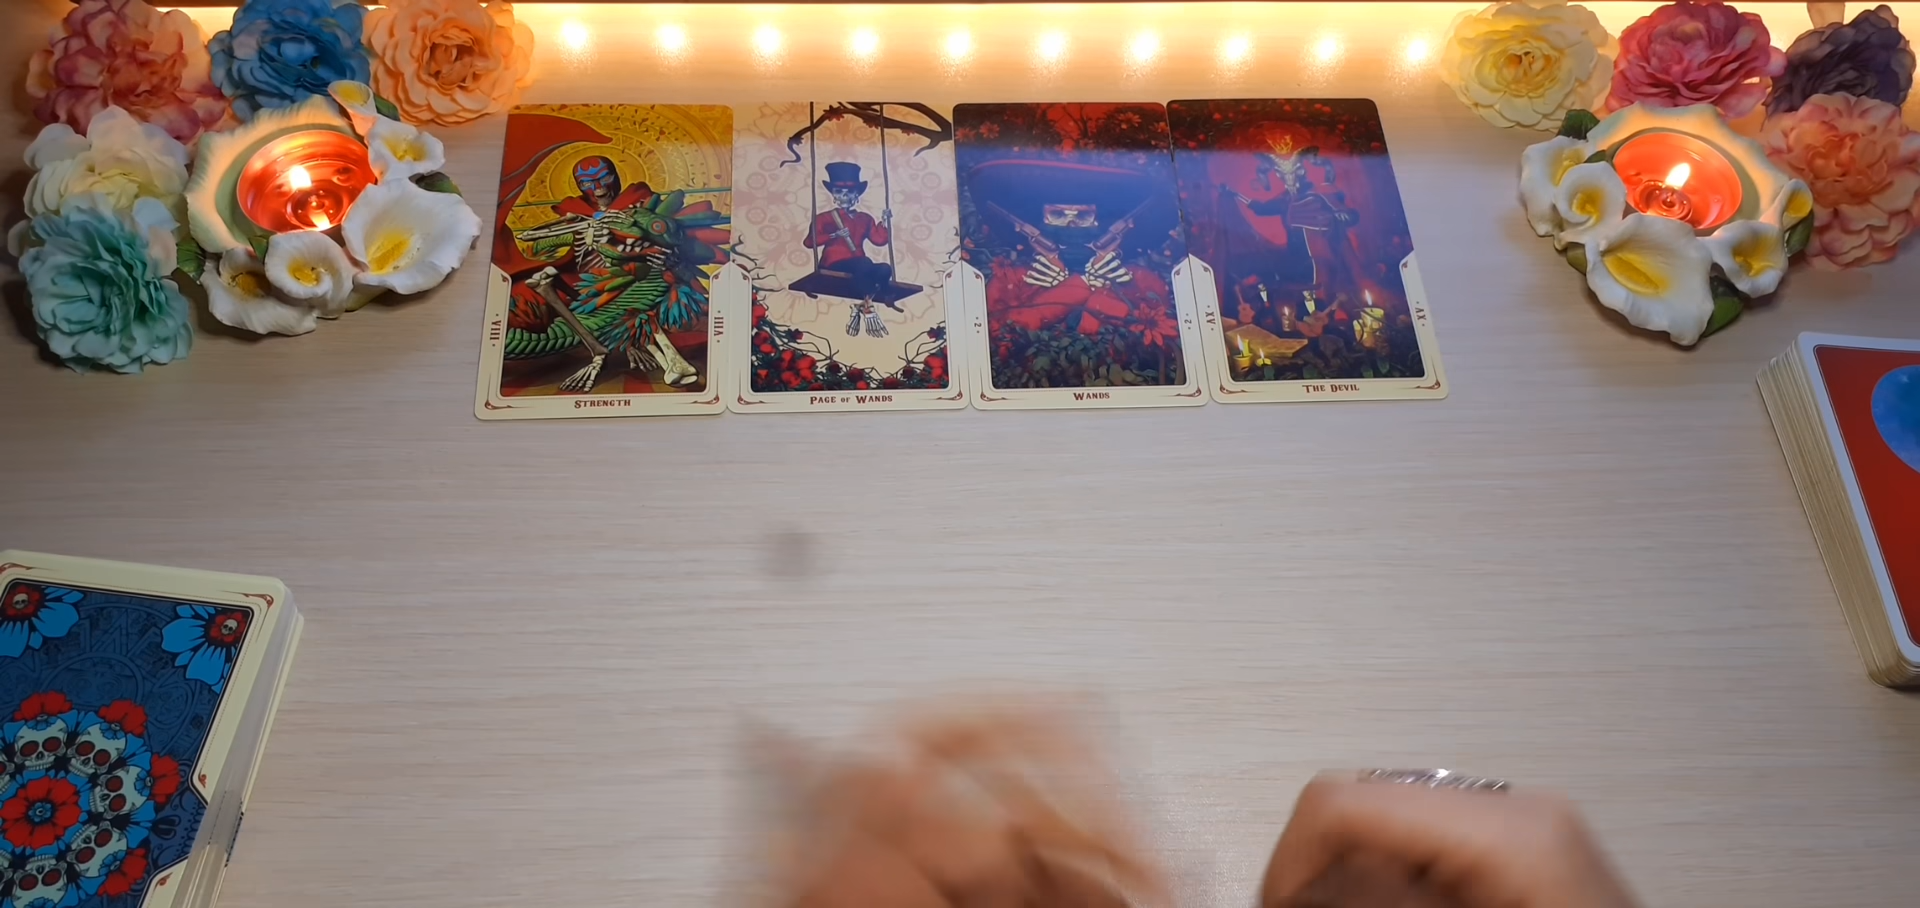 VIII
VIII
STRENGTH
PAGE OF WANDS
2
2
WANDS
XV
XV
THE DEVIL